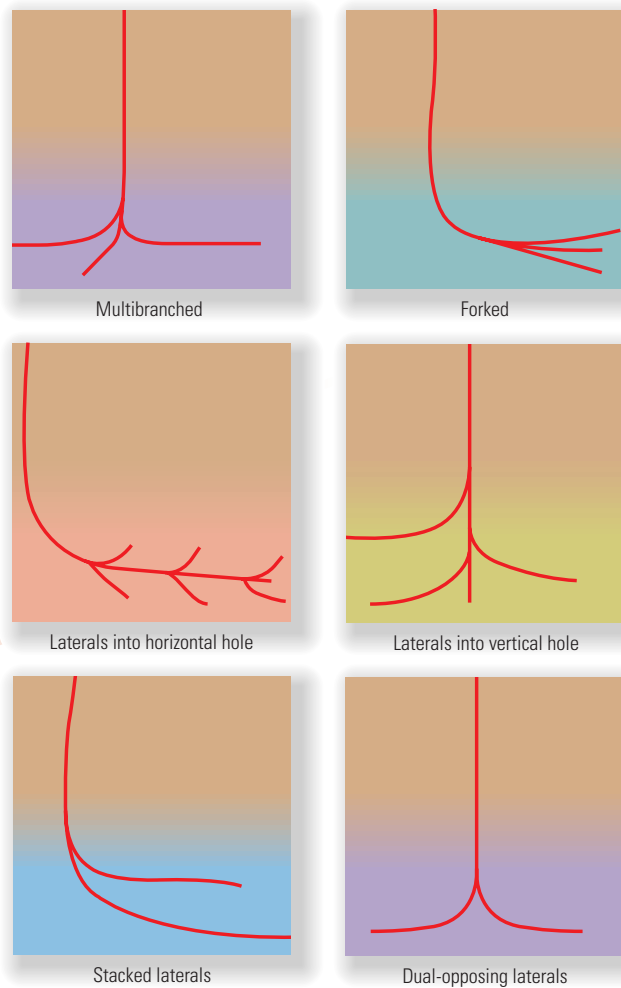 Multibranched
Forked
Laterals into horizontal hole
Laterals into vertical hole
Stacked laterals
Dual-opposing laterals